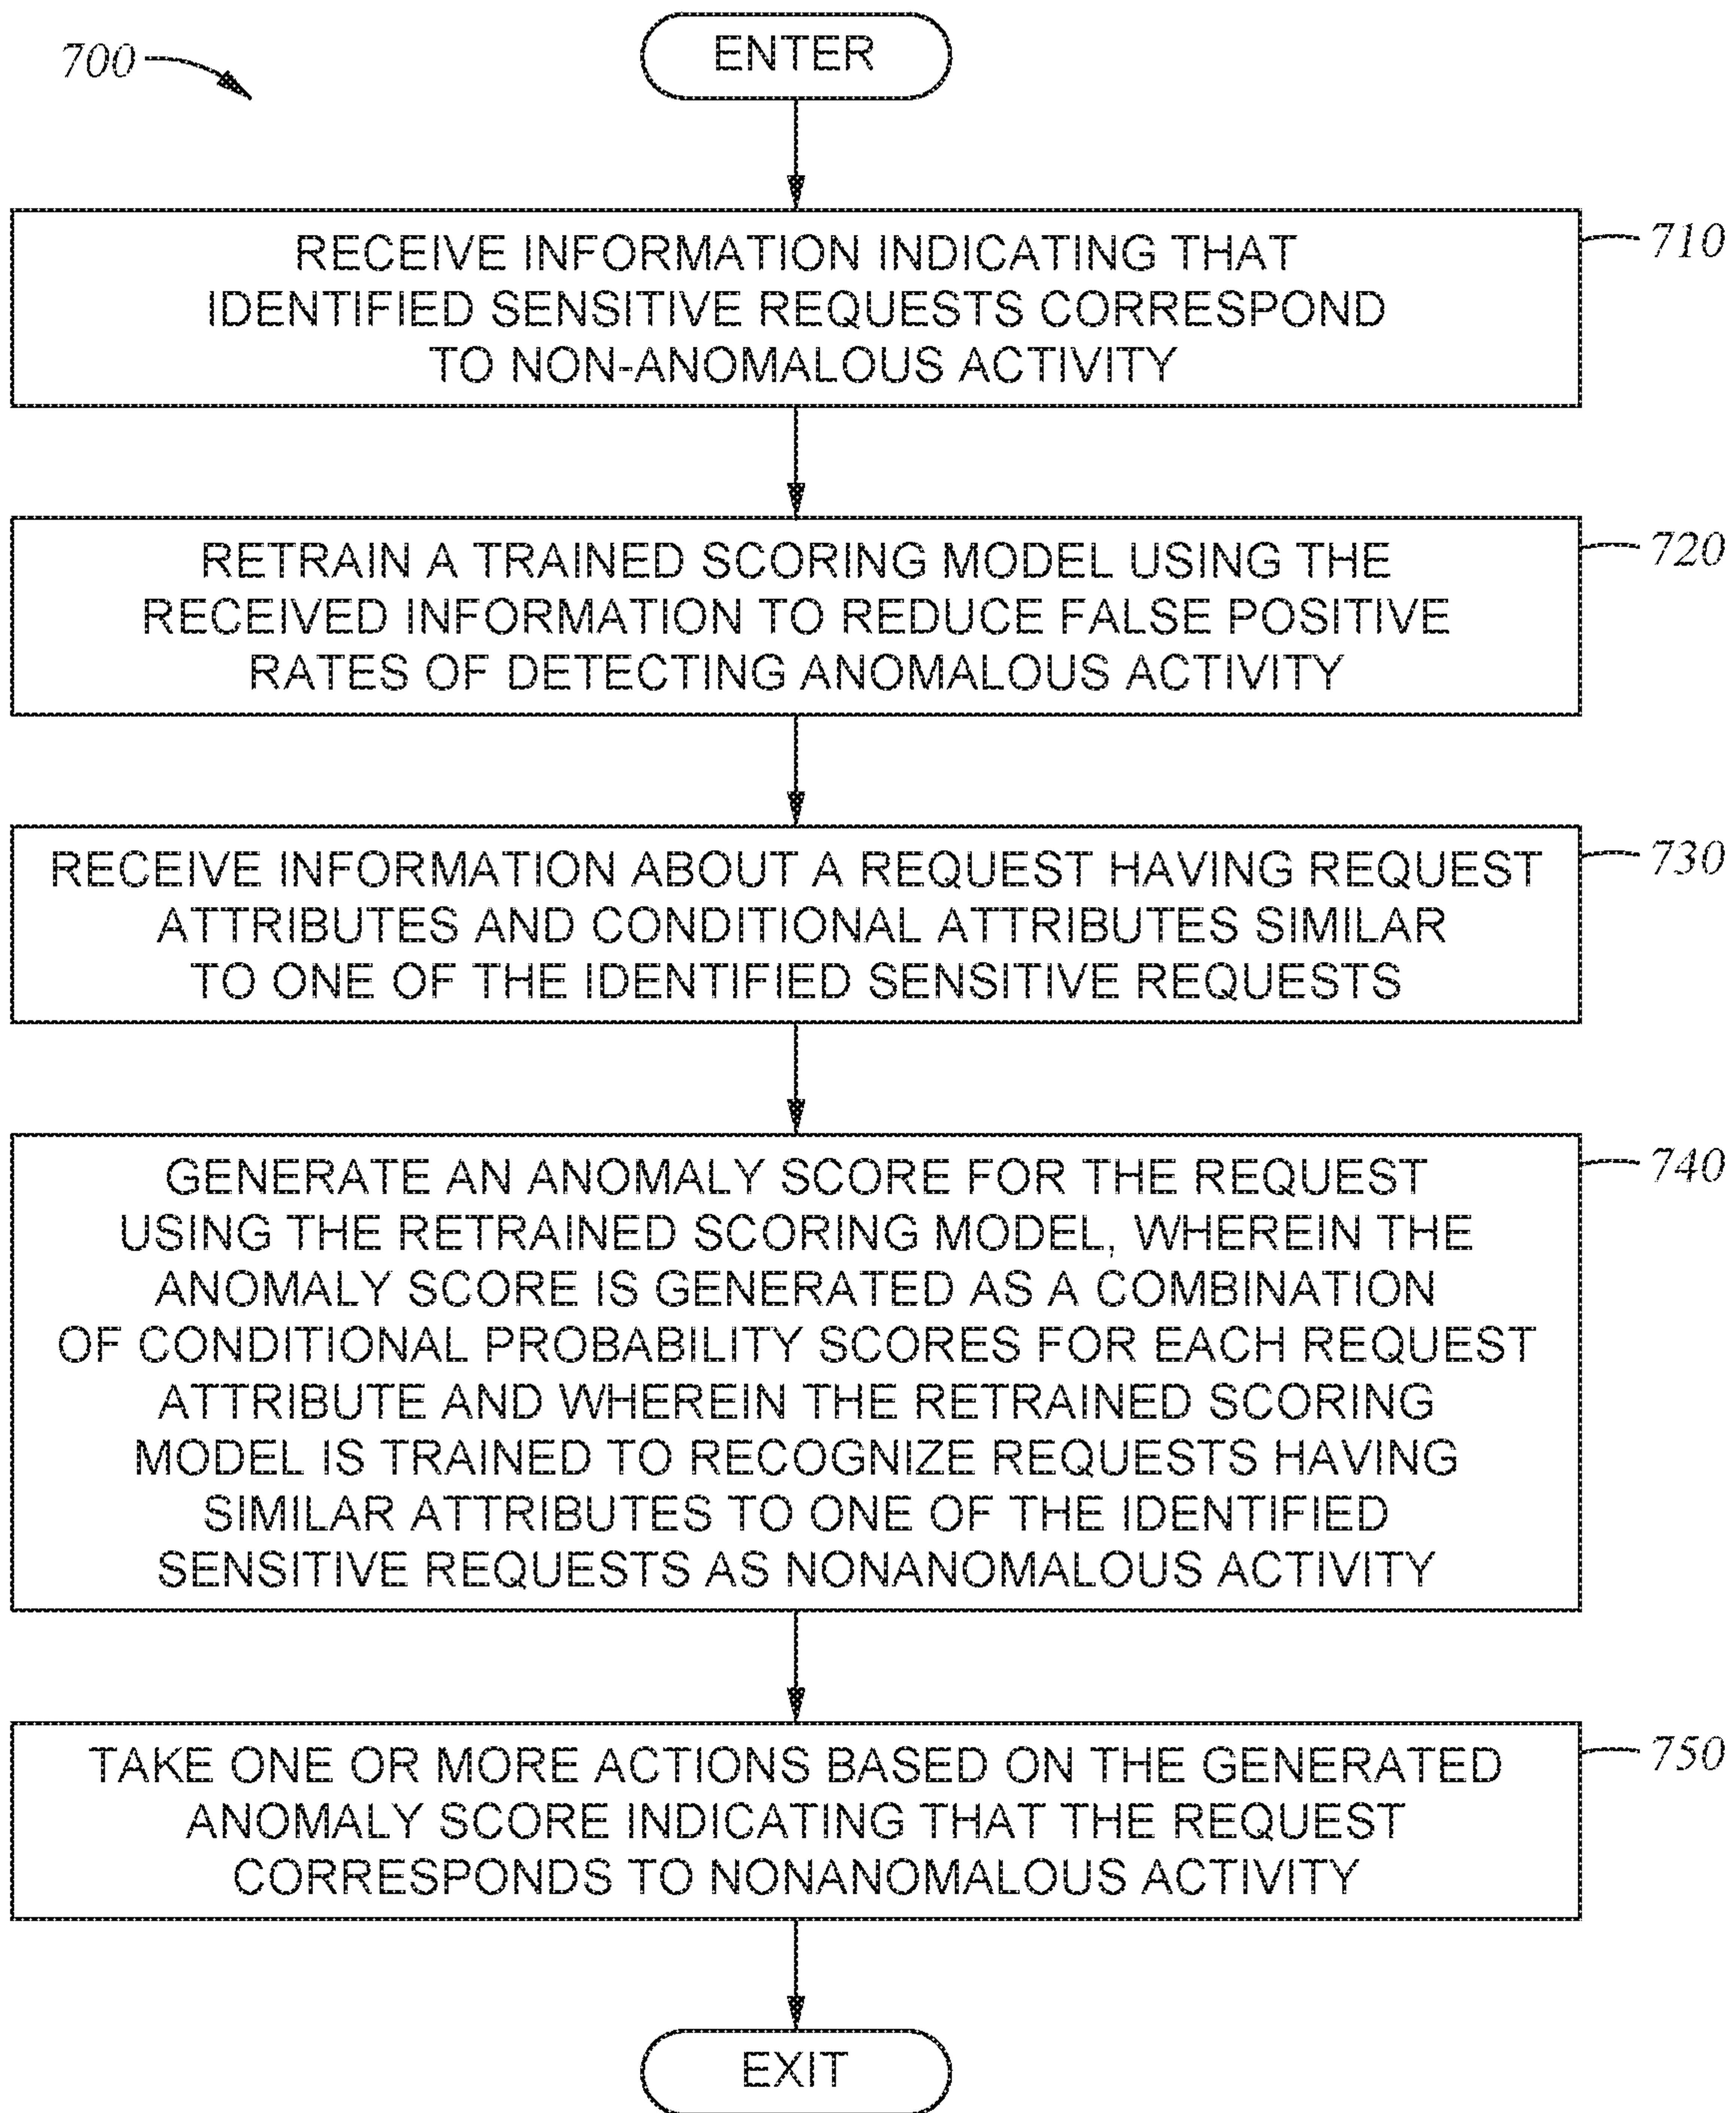 700
ENTER
RECEIVE INFORMATION INDICATING THAT
IDENTIFIED SENSITIVE REQUESTS CORRESPOND
TO NON-ANOMALOUS ACTIVITY
710
RETRAIN A TRAINED SCORING MODEL USING THE
RECEIVED INFORMATION TO REDUCE FALSE POSITIVE
RATES OF DETECTING ANOMALOUS ACTIVITY
720
RECEIVE INFORMATION ABOUT A REQUEST HAVING REQUEST
ATTRIBUTES AND CONDITIONAL ATTRIBUTES SIMILAR
TO ONE OF THE IDENTIFIED SENSITIVE REQUESTS
730
GENERATE AN ANOMALY SCORE FOR THE REQUEST
USING THE RETRAINED SCORING MODEL, WHEREIN THE
ANOMALY SCORE IS GENERATED AS A COMBINATION
OF CONDITIONAL PROBABILITY SCORES FOR EACH REQUEST
ATTRIBUTE AND WHEREIN THE RETRAINED SCORING
MODEL IS TRAINED TO RECOGNIZE REQUESTS HAVING
SIMILAR ATTRIBUTES TO ONE OF THE IDENTIFIED
SENSITIVE REQUESTS AS NONANOMALOUS ACTIVITY
740
TAKE ONE OR MORE ACTIONS BASED ON THE GENERATED
ANOMALY SCORE INDICATING THAT THE REQUEST
CORRESPONDS TO NONANOMALOUS ACTIVITY
750
EXIT